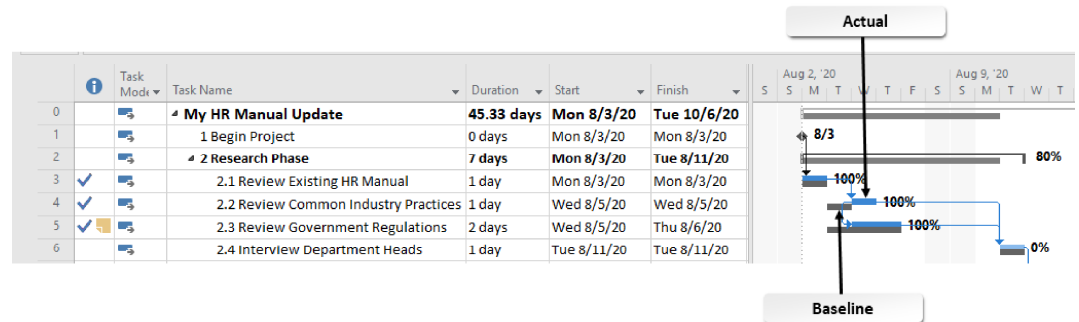 Actual
Task Mode Task Name Duration Start Finish
Aug 2, '20 Aug 9, '20
S S M T W T F S S M T W T
0 My HR Manual Update 45.33 days Mon 8/3/20 Tue 10/6/20
1 1 Begin Project 0 days Mon 8/3/20 Mon 8/3/20 8/3
2 2 Research Phase 7 days Mon 8/3/20 Tue 8/11/20 80%
3 2.1 Review Existing HR Manual 1 day Mon 8/3/20 Mon 8/3/20 100%
4 2.2 Review Common Industry Practices 1 day Wed 8/5/20 Wed 8/5/20 100%
5 2.3 Review Government Regulations 2 days Wed 8/5/20 Thu 8/6/20 100%
6 2.4 Interview Department Heads 1 day Tue 8/11/20 Tue 8/11/20 0%
Baseline